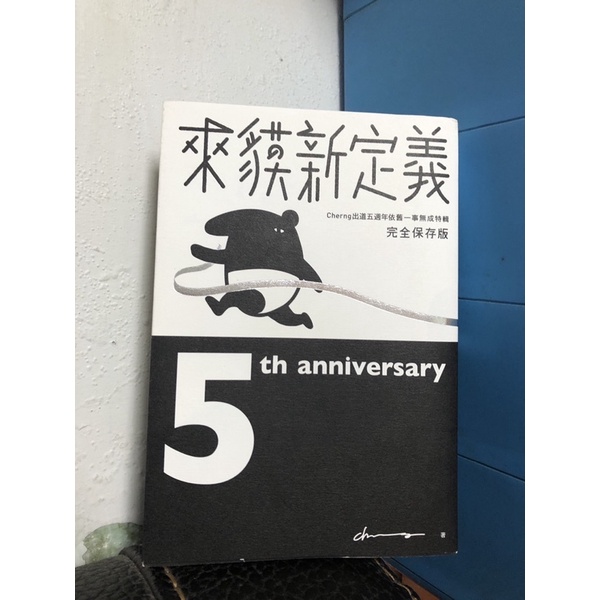 來貘新定義
Cherng出道五週年依舊一事無成特輯
完全保存版
5th anniversary
著